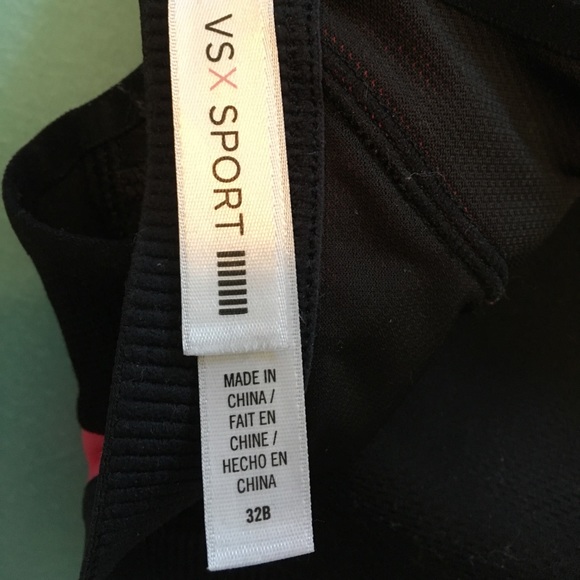 VSX SPORT
MADE IN
CHINA /
FAIT EN
CHINE /
HECHO EN
CHINA
32B